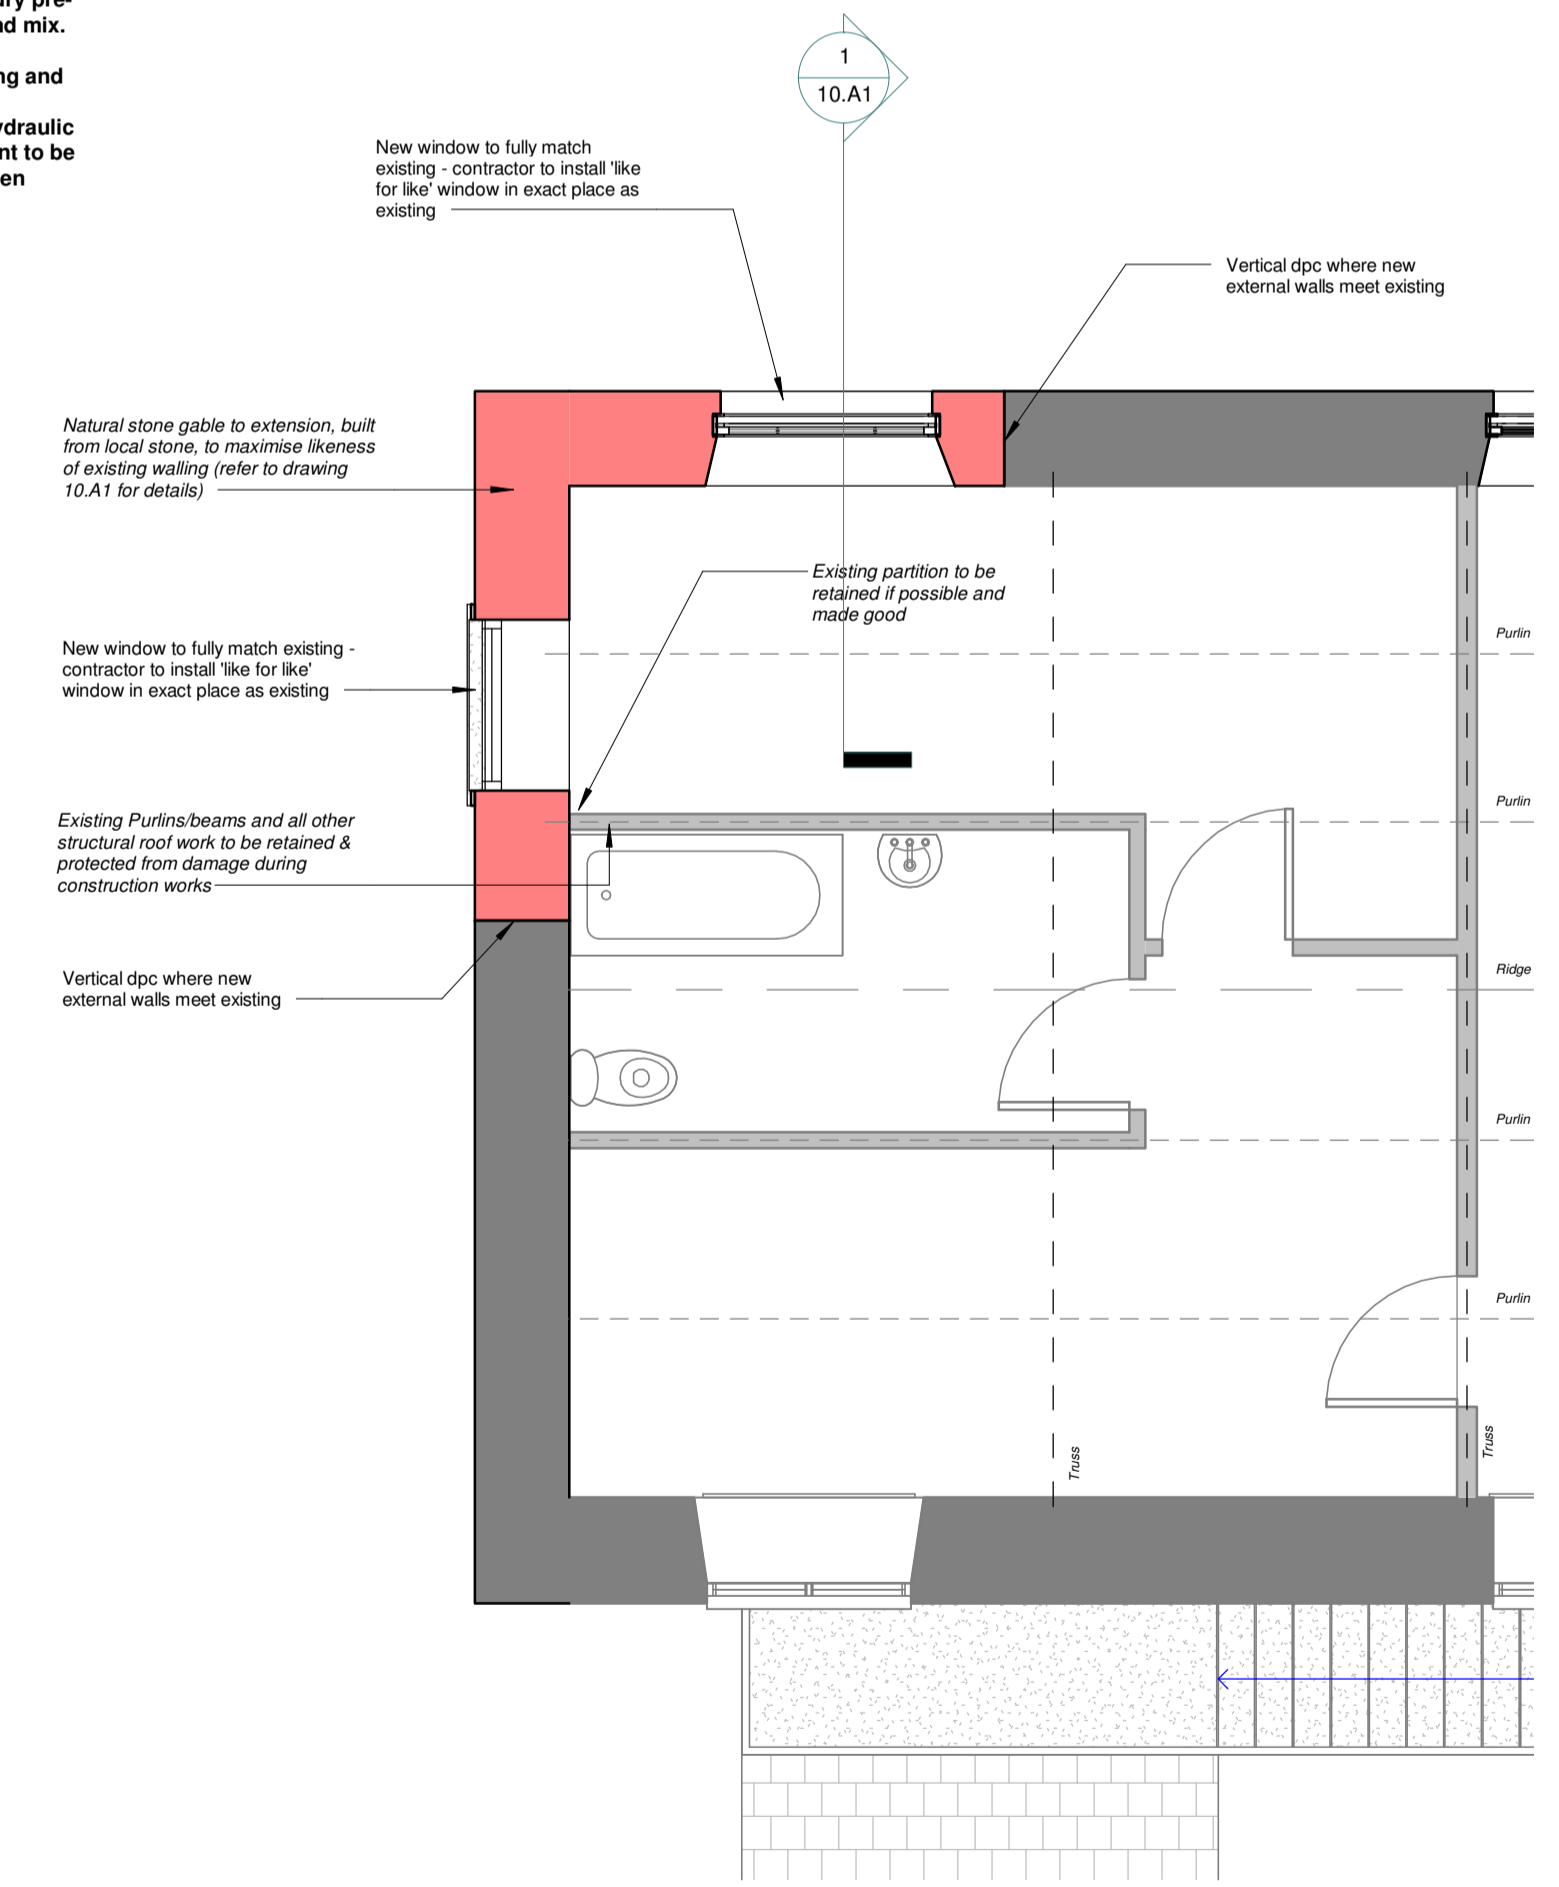 nd mix.
ng and
ydraulic
nt to be
en
1
10.A1
New window to fully match
existing - contractor to install 'like
for like' window in exact place as
existing
Vertical dpc where new
external walls meet existing
Natural stone gable to extension, built
from local stone, to maximise likeness
of existing walling (refer to drawing
10.A1 for details)
Existing partition to be
retained if possible and
made good
New window to fully match existing -
contractor to install 'like for like'
window in exact place as existing
Purlin
Purlin
Existing Purlins/beams and all other
structural roof work to be retained &
protected from damage during
construction works
Vertical dpc where new
external walls meet existing
Ridge
Purlin
Purlin
Truss
Truss